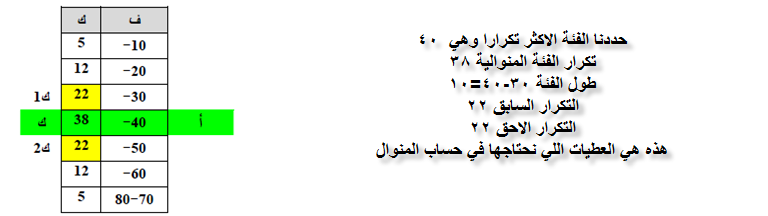 ف ك
10− 5
20− 12
30− 22 ك1
أ 40− 38 ك
50− 22 ك2
60− 12
70−80 5
حددنا الفئة الاكثر تكرارا وهي ٤٠
تكرار الفئة المنوالية ٣٨
طول الفئة ٣٠-٤٠=١٠
التكرار السابق ٢٢
التكرار الاحق ٢٢
هذه هي العطيات اللي نحتاجها في حساب المنوال